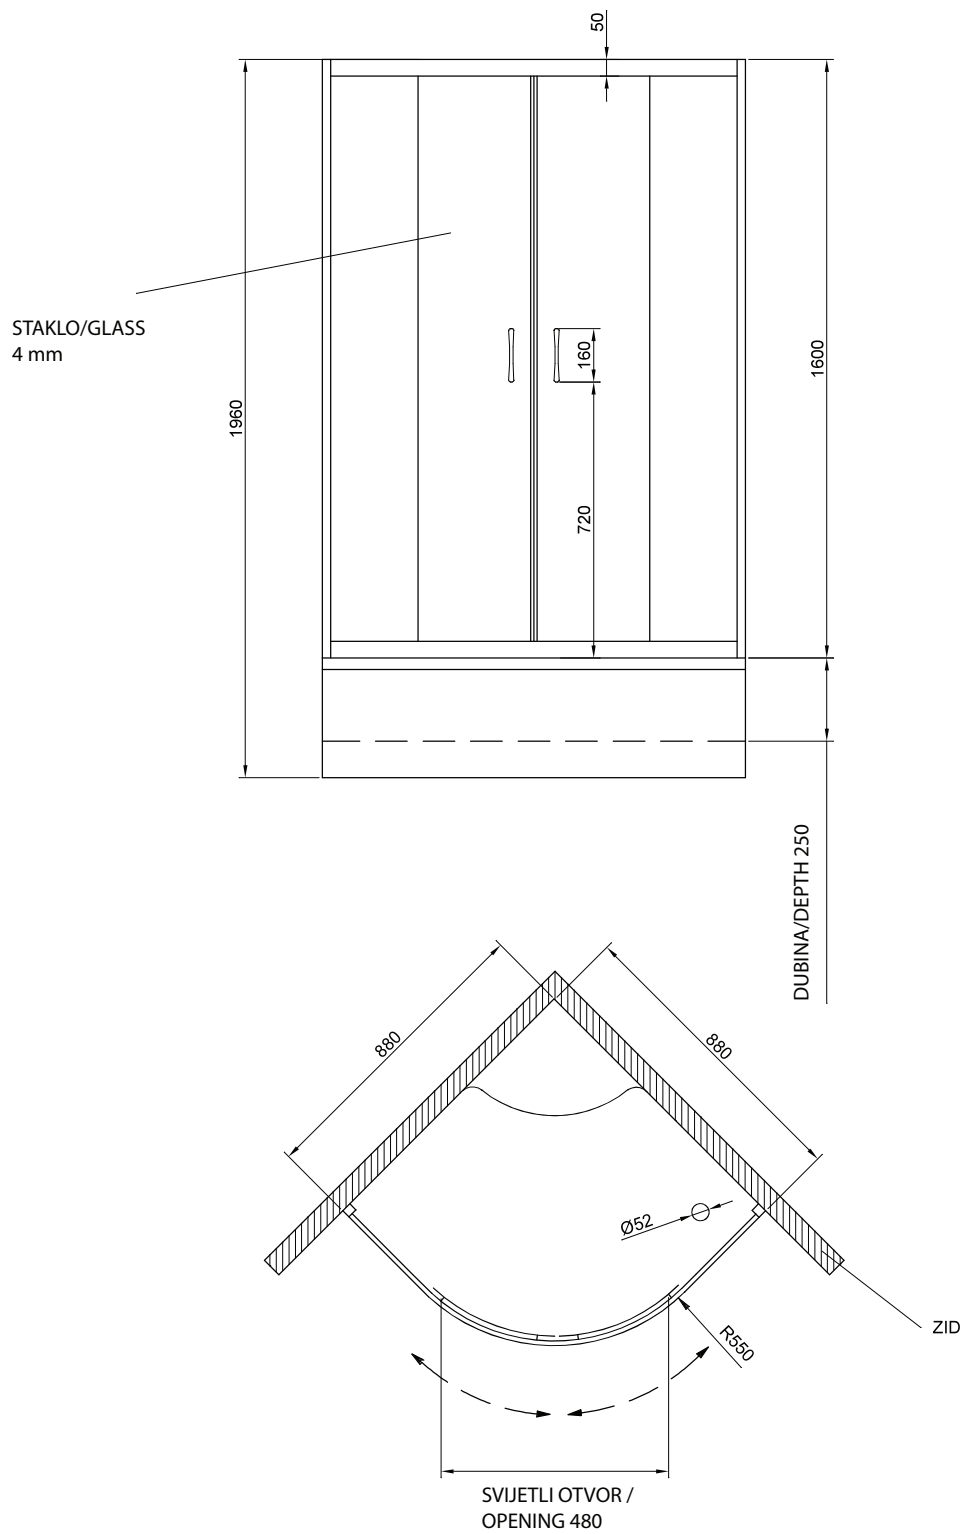 50
STAKLO/GLASS
4 mm
160
1600
1960
720
DUBINA/DEPTH 250
880
880
Ø52
R550
ZID
SVIJETLI OTVOR /
OPENING 480